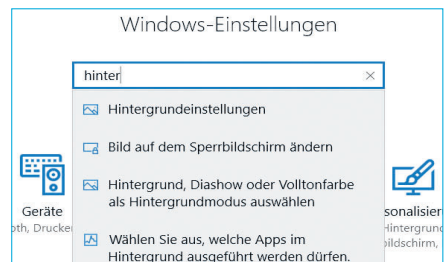 Windows-Einstellungen
hinter
Hintergrundeinstellungen
Bild auf dem Sperrbildschirm ändern
Hintergrund, Diashow oder Volltonfarbe
als Hintergrundmodus auswählen
Geräte
oth, Drucke
sonalisier
Hintergrund
bildschirm,
Wählen Sie aus, welche Apps im
Hintergrund ausgeführt werden dürfen.